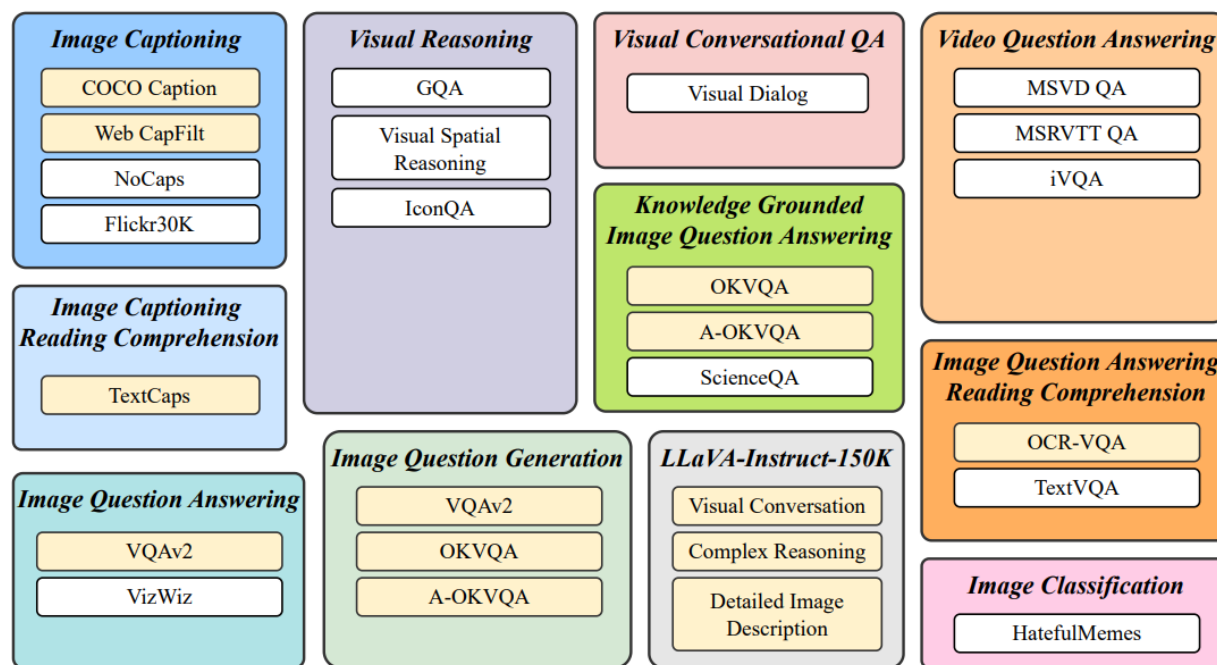 Image Captioning
COCO Caption
Web CapFilt
NoCaps
Flickr30K
Image Captioning
Reading Comprehension
TextCaps
Image Question Answering
VQAv2
VizWiz
Visual Reasoning
GQA
Visual Spatial
Reasoning
IconQA
Image Question Generation
VQAv2
OKVQA
A-OKVQA
Visual Conversational QA
Visual Dialog
Knowledge Grounded
Image Question Answering
OKVQA
A-OKVQA
ScienceQA
LLaVA-Instruct-150K
Visual Conversation
Complex Reasoning
Detailed Image
Description
Video Question Answering
MSVD QA
MSRVTT QA
iVQA
Image Question Answering
Reading Comprehension
OCR-VQA
TextVQA
Image Classification
HatefulMemes